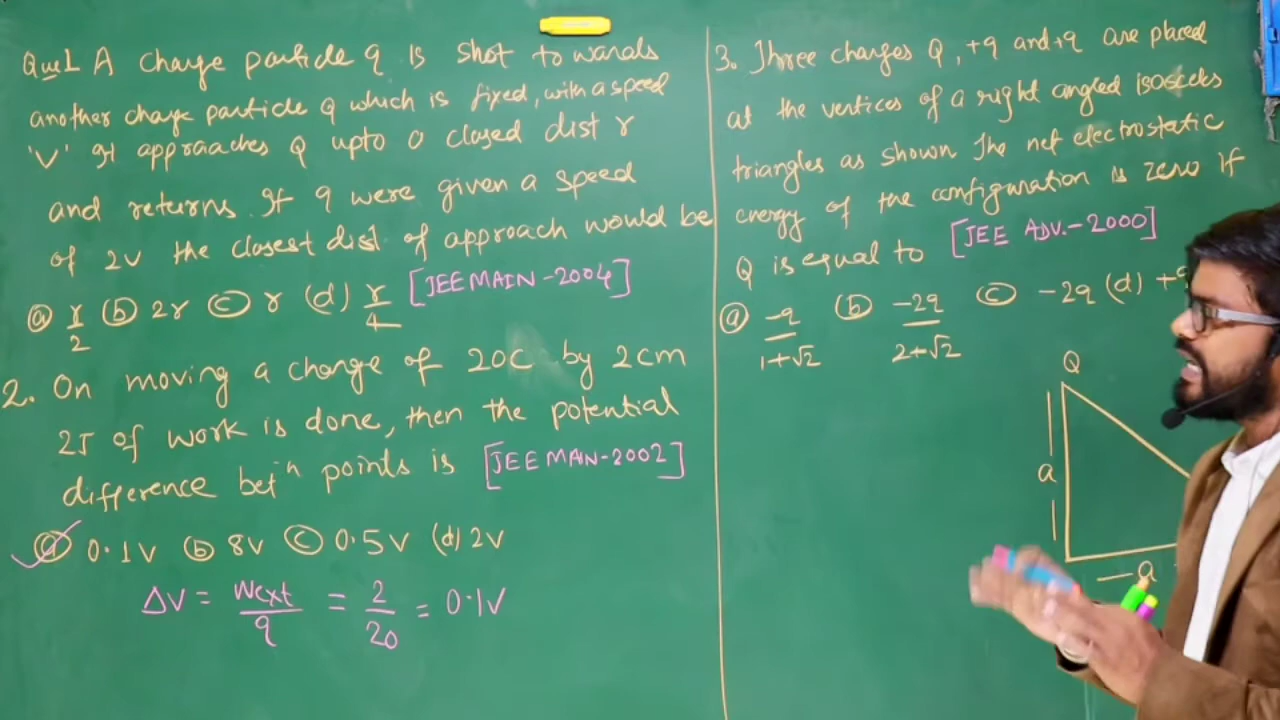 Que1 A charge particle q is shot towards
another charge particle Q which is fixed, with a speed
'V' It appraaches Q upto a closed dist r
and returns. If q were given a speed
of 2v the closest dist of approach would be
(a) r/2 (b) 2r (c) r (d) r/4 [JEE MAIN-2004]
2. On moving a charge of 20C by 2cm
2J of work is done, then the potential
difference betⁿ points is [JEE MAIN-2002]
(a) 0.1V (b) 8V (c) 0.5V (d) 2V
ΔV = Wext/q = 2/20 = 0.1V
3. Three charges Q, +q and +q are placed
at the vertices of a right angled isosceles
triangles as shown The net electrostatic
energy of the configuration is zero if
Q is equal to [JEE ADV.-2000]
(a) -q/1+√2 (b) -2q/2+√2 (c) -2q (d) +q
Q
a
a